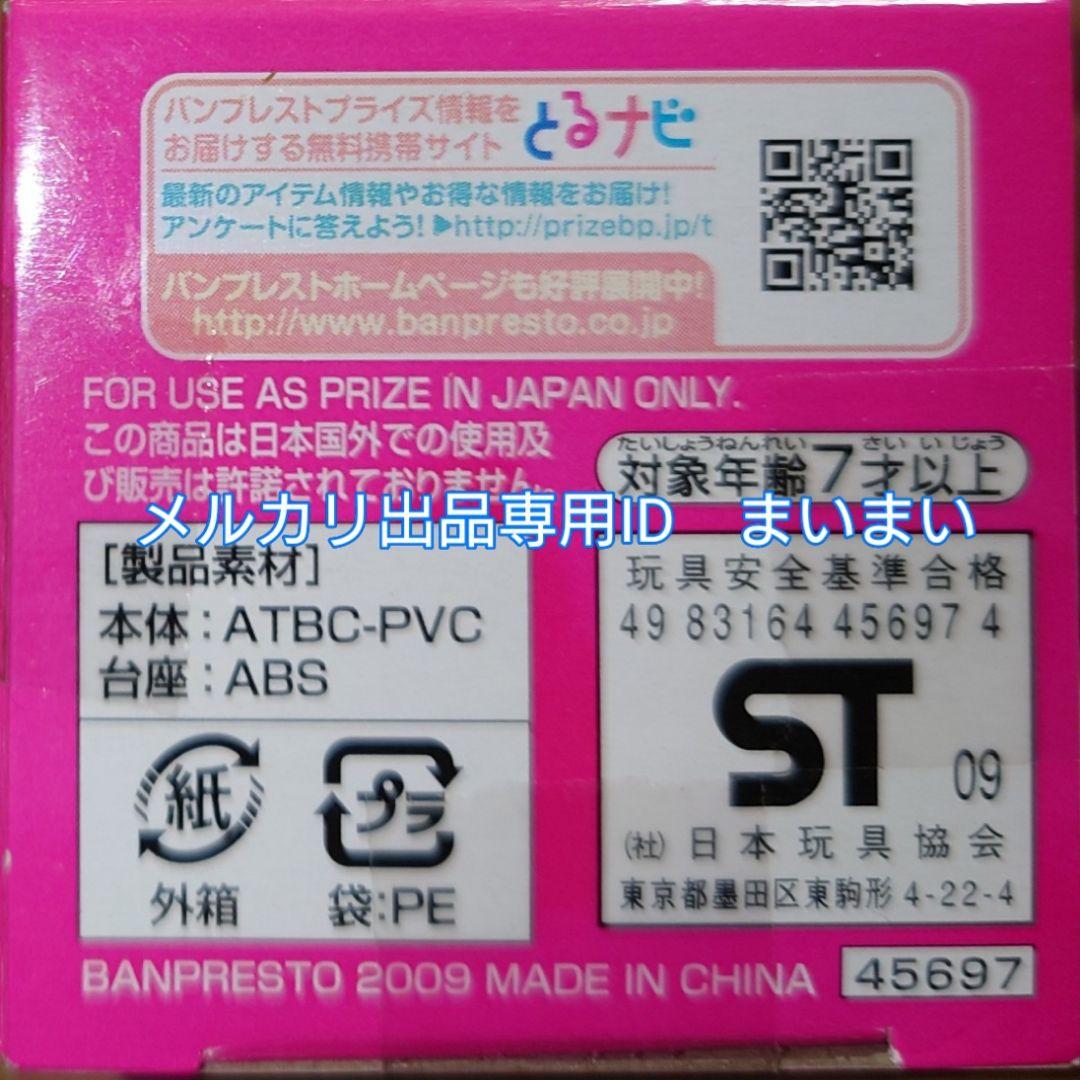 バンプレストプライズ情報を
お届けする無料携帯サイト
とるナビ
最新のアイテム情報やお得な情報をお届け!
アンケートに答えよう!▶http://prizebp.jp/t
バンプレストホームページも好評展開中!
http://www.banpresto.co.jp
FOR USE AS PRIZE IN JAPAN ONLY.
この商品は日本国外での使用及
び販売は許諾されておりません。
たいしょうねんれい さい いじょう
対象年齢7才以上
メルカリ出品専用ID まいまい
[製品素材]
本体:ATBC-PVC
台座:ABS
紙
外箱
プラ
袋:PE
玩具安全基準合格
49 83164 45697 4
ST 09
(社)日本玩具協会
東京都墨田区東駒形4-22-4
BANPRESTO 2009 MADE IN CHINA
45697